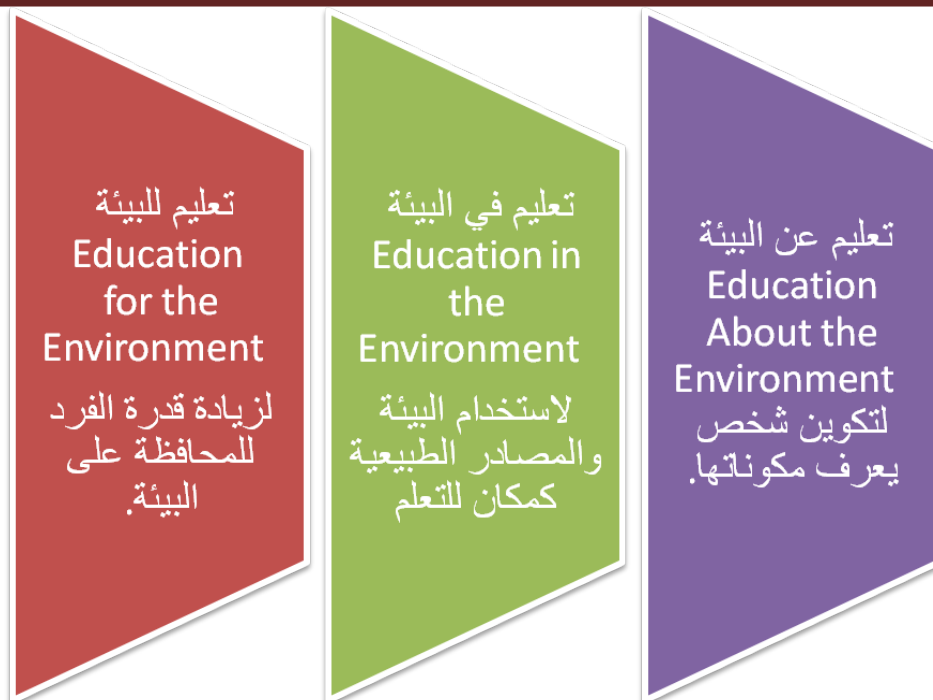 تعليم عن البيئة
Education
About the
Environment
لتكوين شخص
يعرف مكوناتها.
تعليم في البيئة
Education in
the
Environment
لاستخدام البيئة
والمصادر الطبيعية
كمكان للتعلم
تعليم للبيئة
Education
for the
Environment
لزيادة قدرة الفرد
للمحافظة على
البيئة.